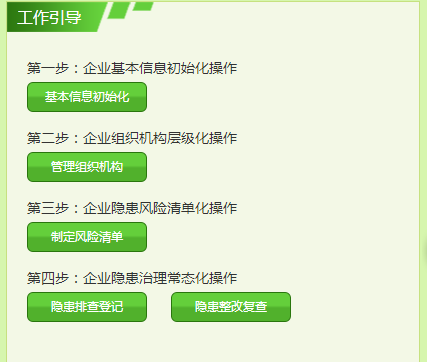 工作引导
第一步：企业基本信息初始化操作
基本信息初始化
第二步：企业组织机构层级化操作
管理组织机构
第三步：企业隐患风险清单化操作
制定风险清单
第四步：企业隐患治理常态化操作
隐患排查登记 隐患整改复查